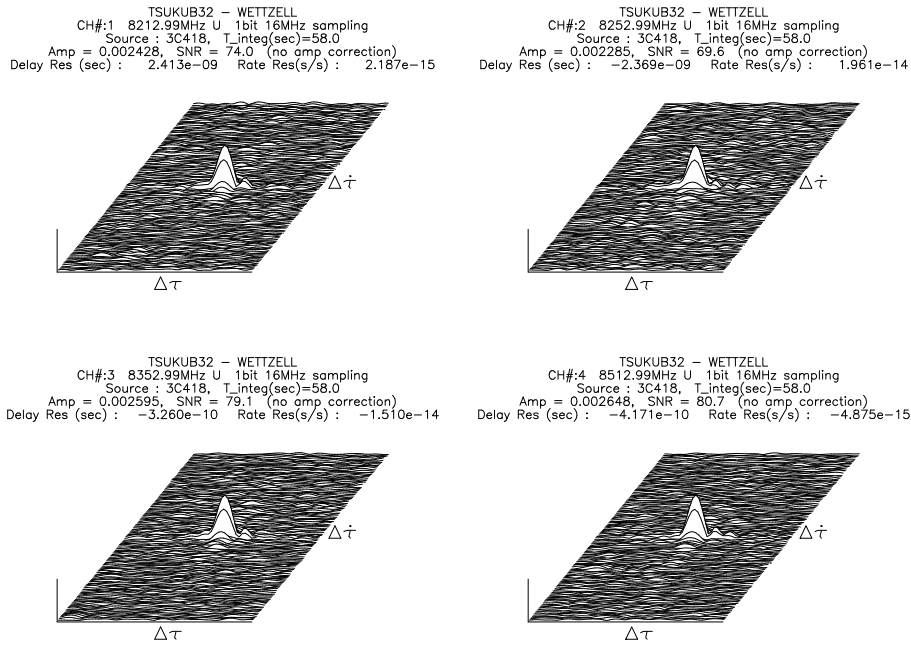 TSUKUB32 − WETTZELL
CH#:1 8212.99MHz U 1bit 16MHz sampling
Source : 3C418, T_integ(sec)=58.0
Amp = 0.002428, SNR = 74.0 (no amp correction)
Delay Res (sec) : 2.413e−09 Rate Res(s/s) : 2.187e−15
Δτ̇
Δτ
TSUKUB32 − WETTZELL
CH#:2 8252.99MHz U 1bit 16MHz sampling
Source : 3C418, T_integ(sec)=58.0
Amp = 0.002285, SNR = 69.6 (no amp correction)
Delay Res (sec) : −2.369e−09 Rate Res(s/s) : 1.961e−14
Δτ̇
Δτ
TSUKUB32 − WETTZELL
CH#:3 8352.99MHz U 1bit 16MHz sampling
Source : 3C418, T_integ(sec)=58.0
Amp = 0.002595, SNR = 79.1 (no amp correction)
Delay Res (sec) : −3.260e−10 Rate Res(s/s) : −1.510e−14
Δτ̇
Δτ
TSUKUB32 − WETTZELL
CH#:4 8512.99MHz U 1bit 16MHz sampling
Source : 3C418, T_integ(sec)=58.0
Amp = 0.002648, SNR = 80.7 (no amp correction)
Delay Res (sec) : −4.171e−10 Rate Res(s/s) : −4.875e−15
Δτ̇
Δτ